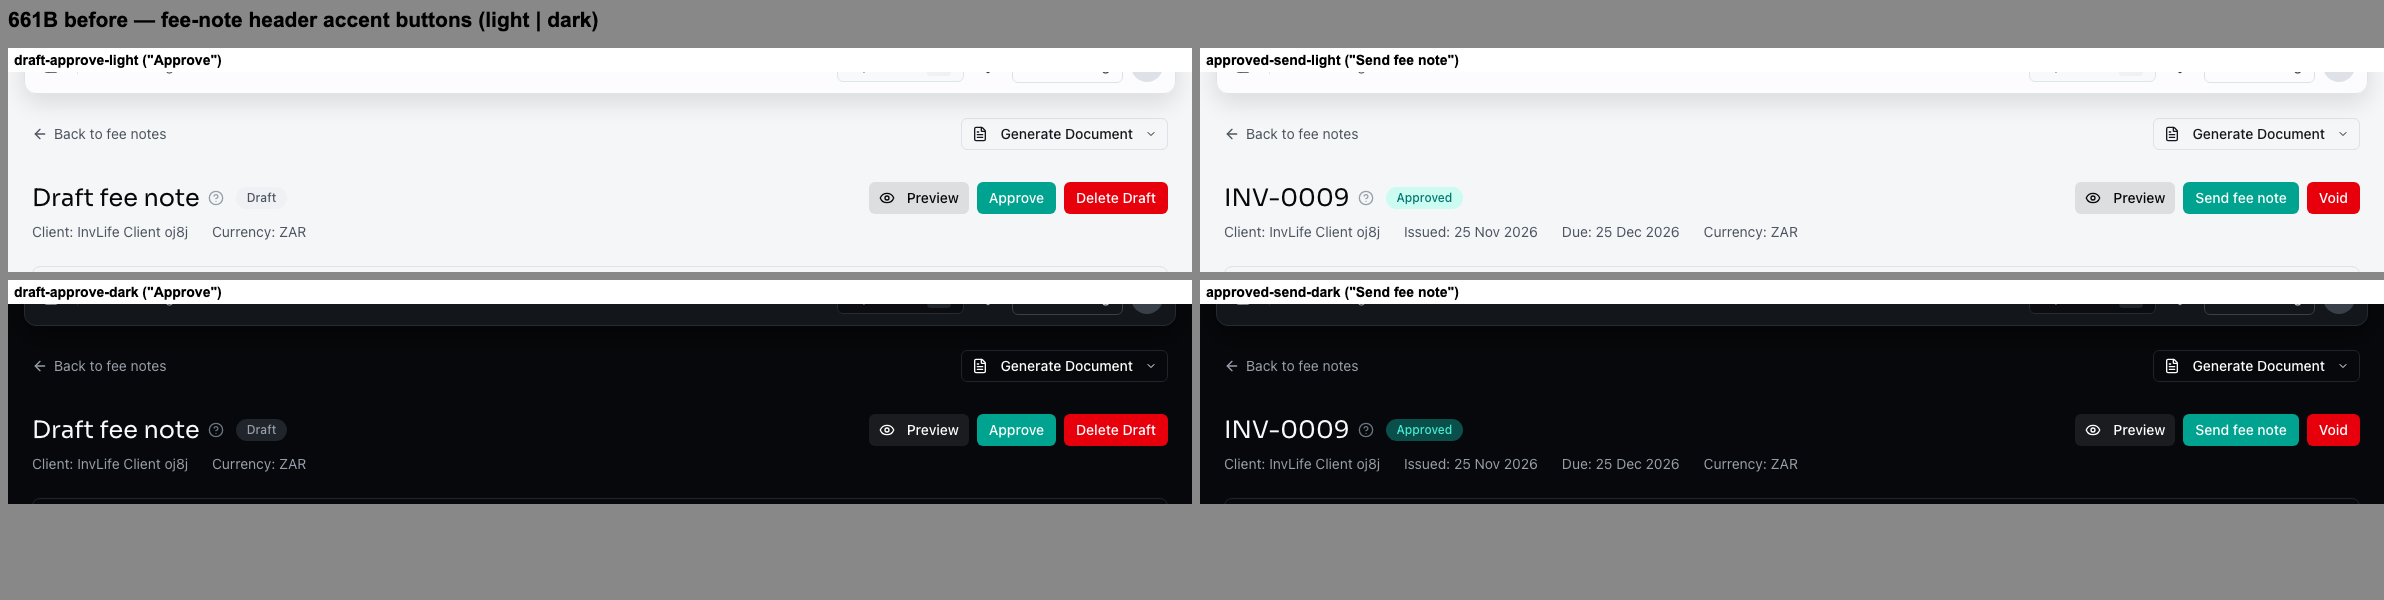 661B before — fee-note header accent buttons (light | dark)
draft-approve-light ("Approve")
Back to fee notes
Generate Document
Draft fee note
Draft
Preview
Approve
Delete Draft
Client: InvLife Client oj8j
Currency: ZAR
approved-send-light ("Send fee note")
Back to fee notes
Generate Document
INV-0009
Approved
Preview
Send fee note
Void
Client: InvLife Client oj8j
Issued: 25 Nov 2026
Due: 25 Dec 2026
Currency: ZAR
draft-approve-dark ("Approve")
Back to fee notes
Generate Document
Draft fee note
Draft
Preview
Approve
Delete Draft
Client: InvLife Client oj8j
Currency: ZAR
approved-send-dark ("Send fee note")
Back to fee notes
Generate Document
INV-0009
Approved
Preview
Send fee note
Void
Client: InvLife Client oj8j
Issued: 25 Nov 2026
Due: 25 Dec 2026
Currency: ZAR